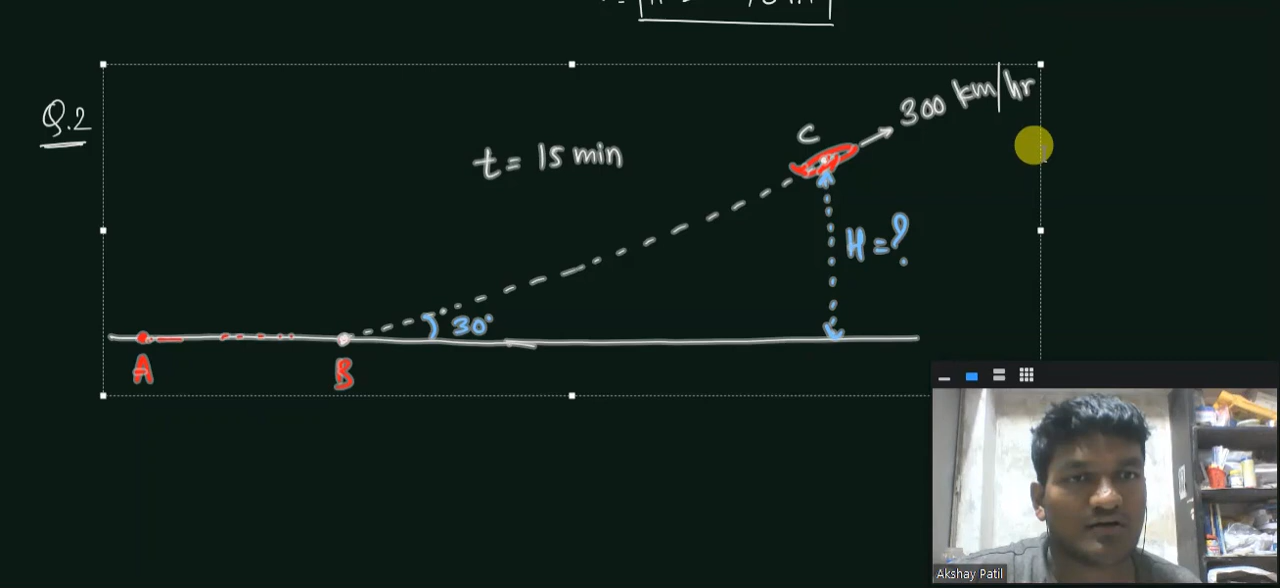 Q.2
t = 15 min
C
300 km/hr
H = ?
30°
A
B
Akshay Patil